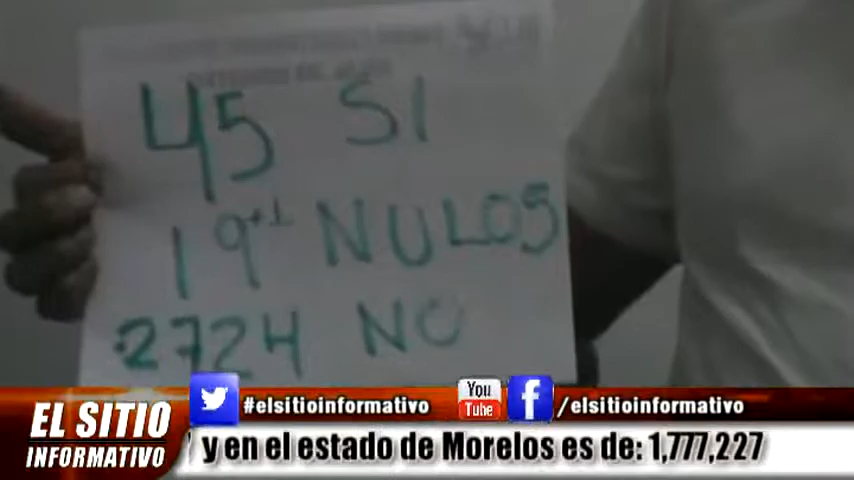 45 SI
19+1 NULOS
2724 NO
#elsitioinformativo
You
Tube
f
/elsitioinformativo
EL SITIO
INFORMATIVO
y en el estado de Morelos es de: 1,777,227